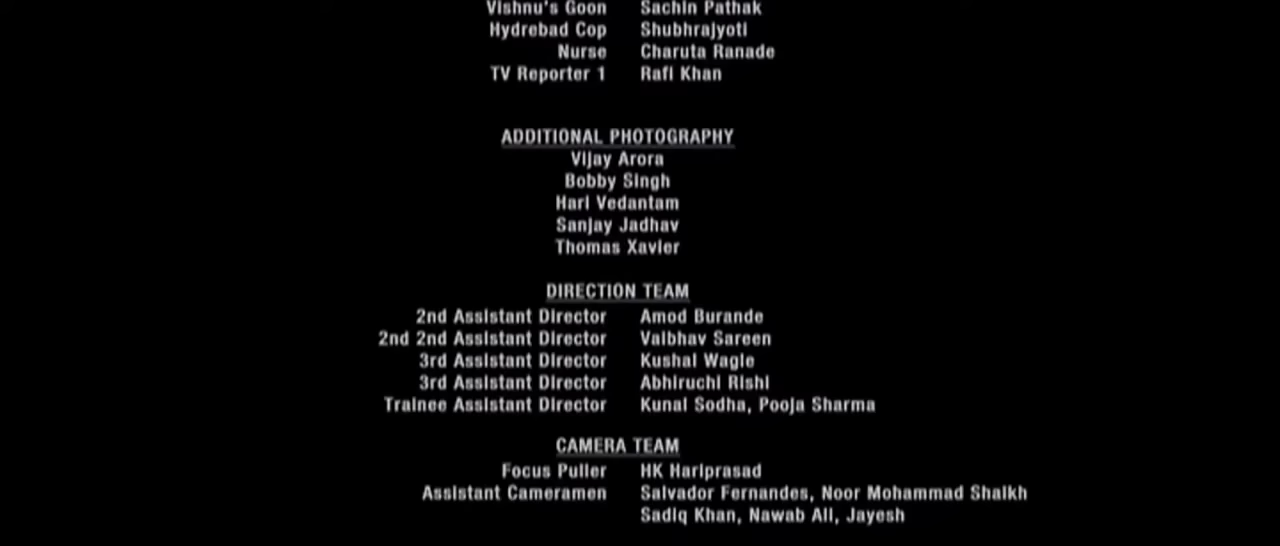 Vishnu's Goon Sachin Pathak
Hydrebad Cop Shubhrajyoti
Nurse Charuta Ranade
TV Reporter 1 Rafi Khan
ADDITIONAL PHOTOGRAPHY
Vijay Arora
Bobby Singh
Hari Vedantam
Sanjay Jadhav
Thomas Xavier
DIRECTION TEAM
2nd Assistant Director Amod Burande
2nd 2nd Assistant Director Vaibhav Sareen
3rd Assistant Director Kushal Wagle
3rd Assistant Director Abhiruchi Rishi
Trainee Assistant Director Kunal Sodha, Pooja Sharma
CAMERA TEAM
Focus Puller HK Hariprasad
Assistant Cameramen Salvador Fernandes, Noor Mohammad Shaikh
Sadiq Khan, Nawab Ali, Jayesh